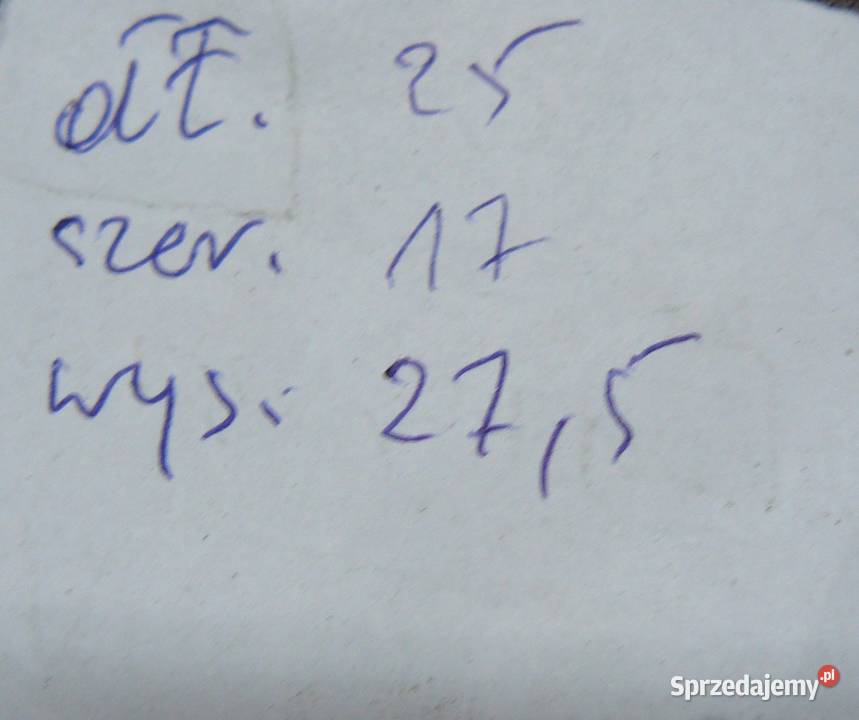 dł. 25
szer. 17
wys. 27,5
Sprzedajemy.pl